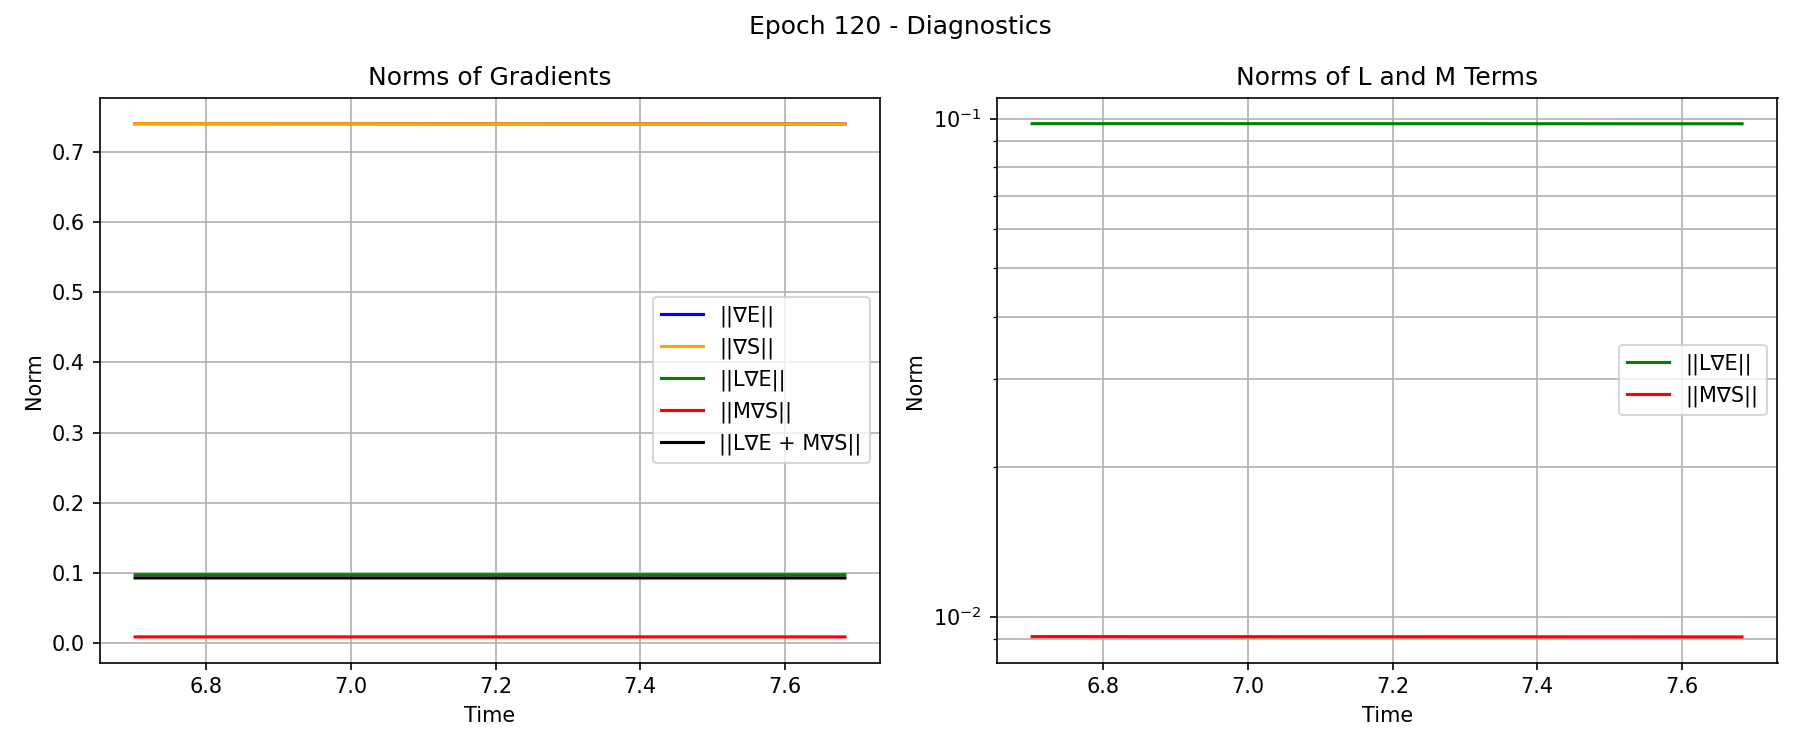 Epoch 120 - Diagnostics
Norms of Gradients
Norm
0.7
0.6
0.5
0.4
0.3
0.2
0.1
0.0
||∇E||
||∇S||
||L∇E||
||M∇S||
||L∇E + M∇S||
6.8
7.0
7.2
7.4
7.6
Time
Norms of L and M Terms
Norm
10⁻¹
10⁻²
||L∇E||
||M∇S||
6.8
7.0
7.2
7.4
7.6
Time